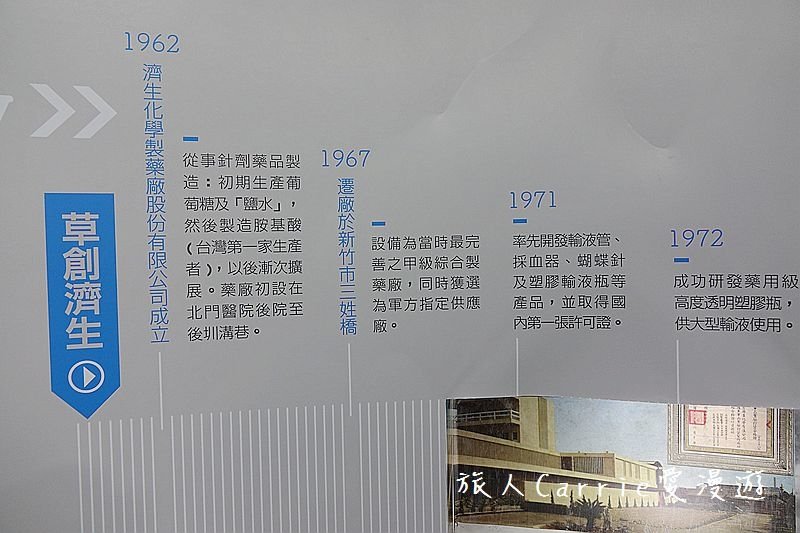 草創濟生
1962
濟生化學製藥廠股份有限公司成立
從事針劑藥品製
造：初期生產葡
萄糖及「鹽水」，
然後製造胺基酸
(台灣第一家生產
者)，以後漸次擴
展。藥廠初設在
北門醫院後院至
後圳溝巷。
1967
遷廠於新竹市三姓橋
設備為當時最完
善之甲級綜合製
藥廠，同時獲選
為軍方指定供應
廠。
1971
率先開發輸液管、
採血器、蝴蝶針
及塑膠輸液瓶等
產品，並取得國
內第一張許可證。
1972
成功研發藥用級
高度透明塑膠瓶，
供大型輸液使用。
旅人Carrie愛漫遊